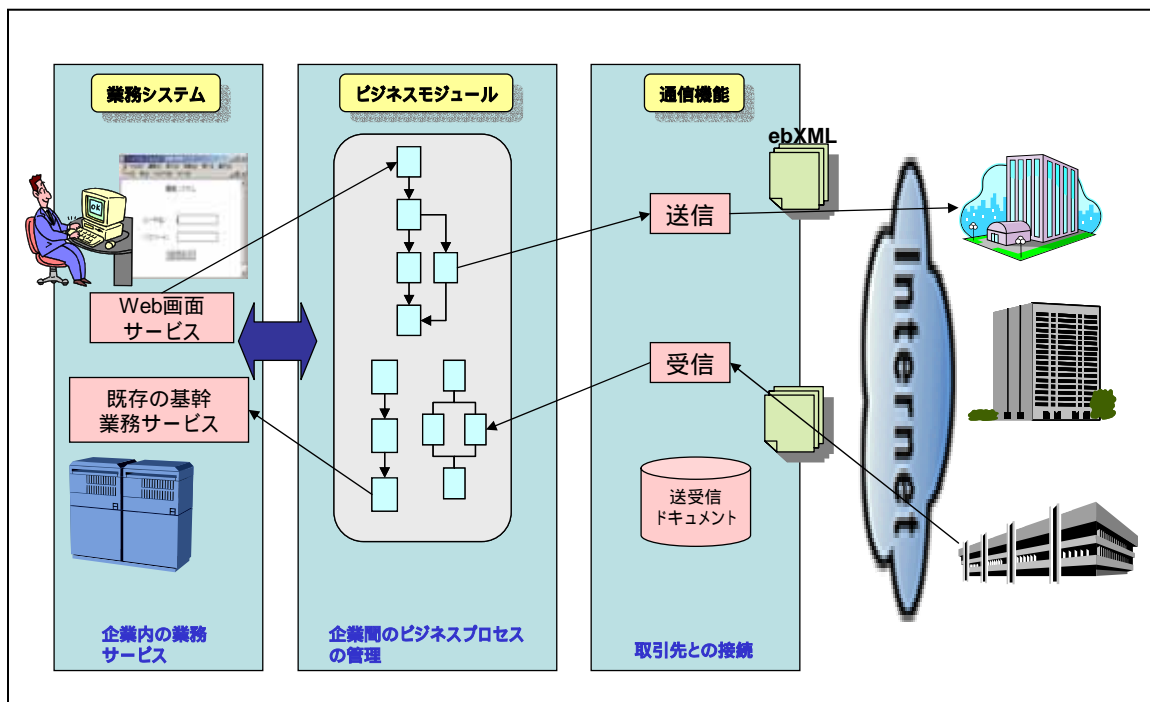 業務システム
ビジネスモジュール
通信機能
ebXML
OK
Web画面
サービス
既存の基幹
業務サービス
送信
受信
送受信
ドキュメント
Internet
企業内の業務
サービス
企業間のビジネスプロセス
の管理
取引先との接続